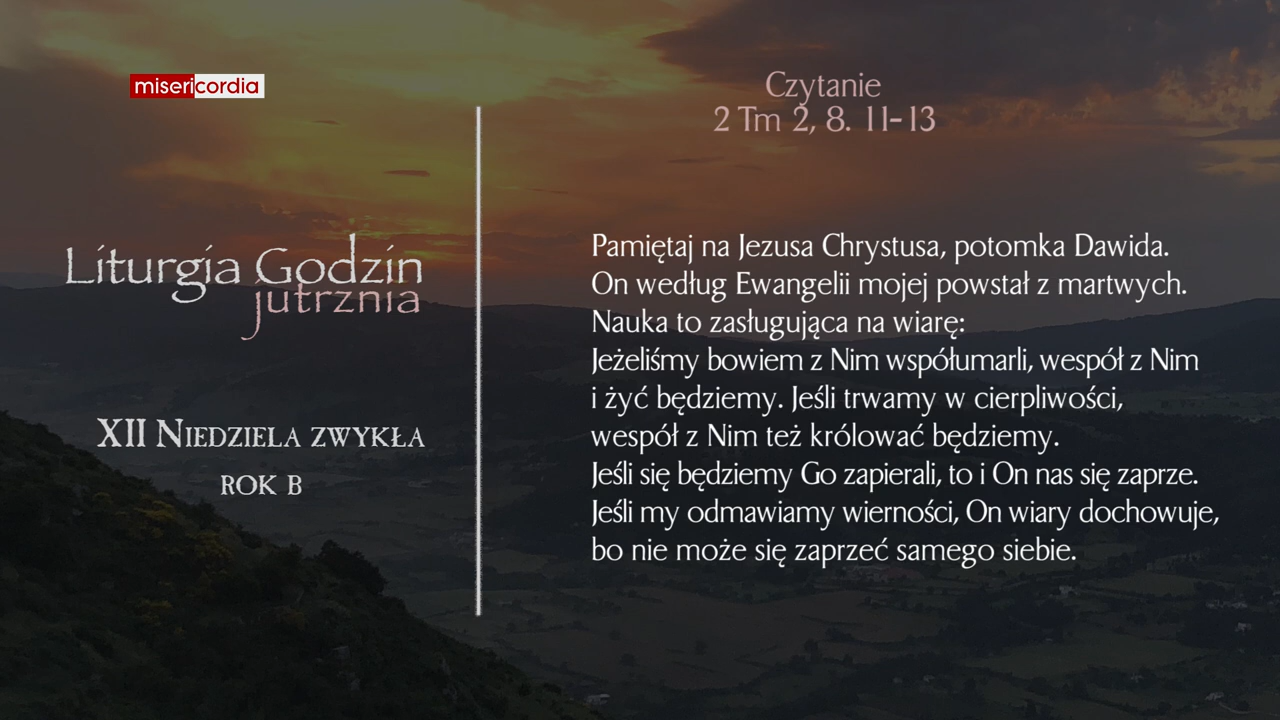 misericordia
Liturgia Godzin
jutrznia
XII Niedziela zwykła
rok B
Czytanie
2 Tm 2, 8. 11-13
Pamiętaj na Jezusa Chrystusa, potomka Dawida.
On według Ewangelii mojej powstał z martwych.
Nauka to zasługująca na wiarę:
Jeżeliśmy bowiem z Nim współumarli, wespół z Nim
i żyć będziemy. Jeśli trwamy w cierpliwości,
wespół z Nim też królować będziemy.
Jeśli się będziemy Go zapierali, to i On nas się zaprze.
Jeśli my odmawiamy wierności, On wiary dochowuje,
bo nie może się zaprzeć samego siebie.